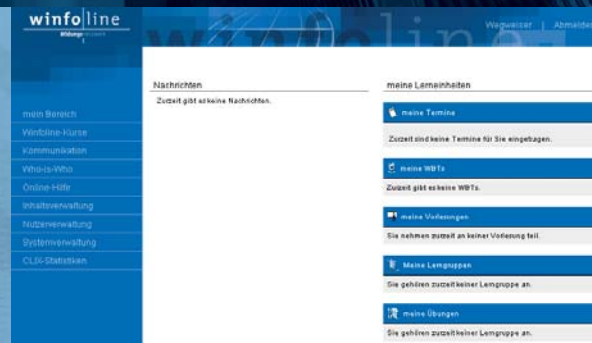 winfo|line
Bildungsnetzwerk
winfoline
Wegweiser | Abmelden
mein Bereich
Winfoline-Kurse
Kommunikation
Who-is-Who
Online-Hilfe
Inhaltsverwaltung
Nutzerverwaltung
Systemverwaltung
CLIX-Statistiken
Nachrichten
Zurzeit gibt es keine Nachrichten.
meine Lerneinheiten
meine Termine
Zurzeit sind keine Termine für Sie eingetragen.
meine WBTs
Zurzeit gibt es keine WBTs.
meine Vorlesungen
Sie nehmen zurzeit an keiner Vorlesung teil.
Meine Lerngruppen
Sie gehören zurzeit keiner Lerngruppe an.
meine Übungen
Sie gehören zurzeit keiner Lerngruppe an.